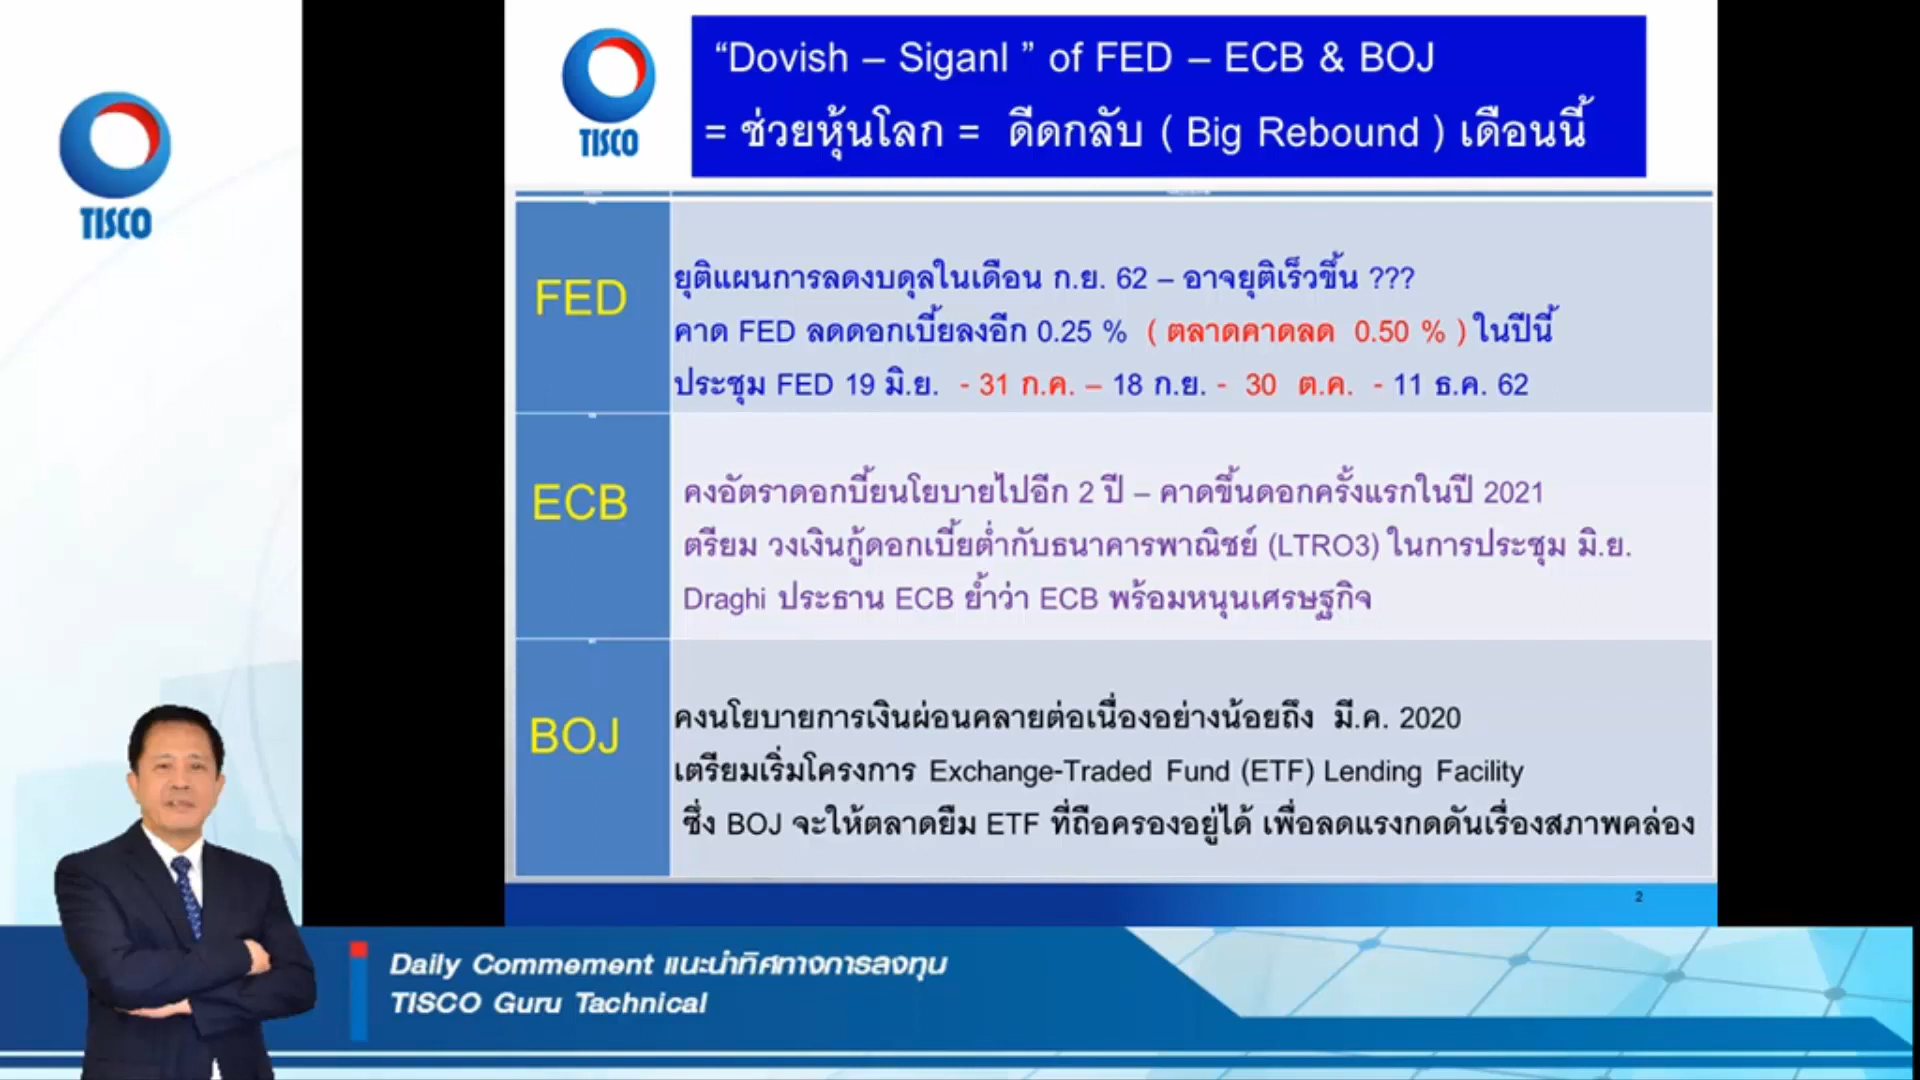 TISCO
TISCO
“Dovish – Siganl ” of FED – ECB & BOJ
= ช่วยหุ้นโลก = ดีดกลับ ( Big Rebound ) เดือนนี้
FED
ยุติแผนการลดงบดุลในเดือน ก.ย. 62 – อาจยุติเร็วขึ้น ???
คาด FED ลดดอกเบี้ยลงอีก 0.25 % ( ตลาดคาดลด 0.50 % ) ในปีนี้
ประชุม FED 19 มิ.ย. - 31 ก.ค. – 18 ก.ย. - 30 ต.ค. - 11 ธ.ค. 62
ECB
คงอัตราดอกบี้ยนโยบายไปอีก 2 ปี – คาดขึ้นดอกครั้งแรกในปี 2021
ตรียม วงเงินกู้ดอกเบี้ยต่ำกับธนาคารพาณิชย์ (LTRO3) ในการประชุม มิ.ย.
Draghi ประธาน ECB ย้ำว่า ECB พร้อมหนุนเศรษฐกิจ
BOJ
คงนโยบายการเงินผ่อนคลายต่อเนื่องอย่างน้อยถึง มี.ค. 2020
เตรียมเริ่มโครงการ Exchange-Traded Fund (ETF) Lending Facility
ซึ่ง BOJ จะให้ตลาดยืม ETF ที่ถือครองอยู่ได้ เพื่อลดแรงกดดันเรื่องสภาพคล่อง
2
Daily Commement แนะนำทิศทางการลงทุน
TISCO Guru Tachnical